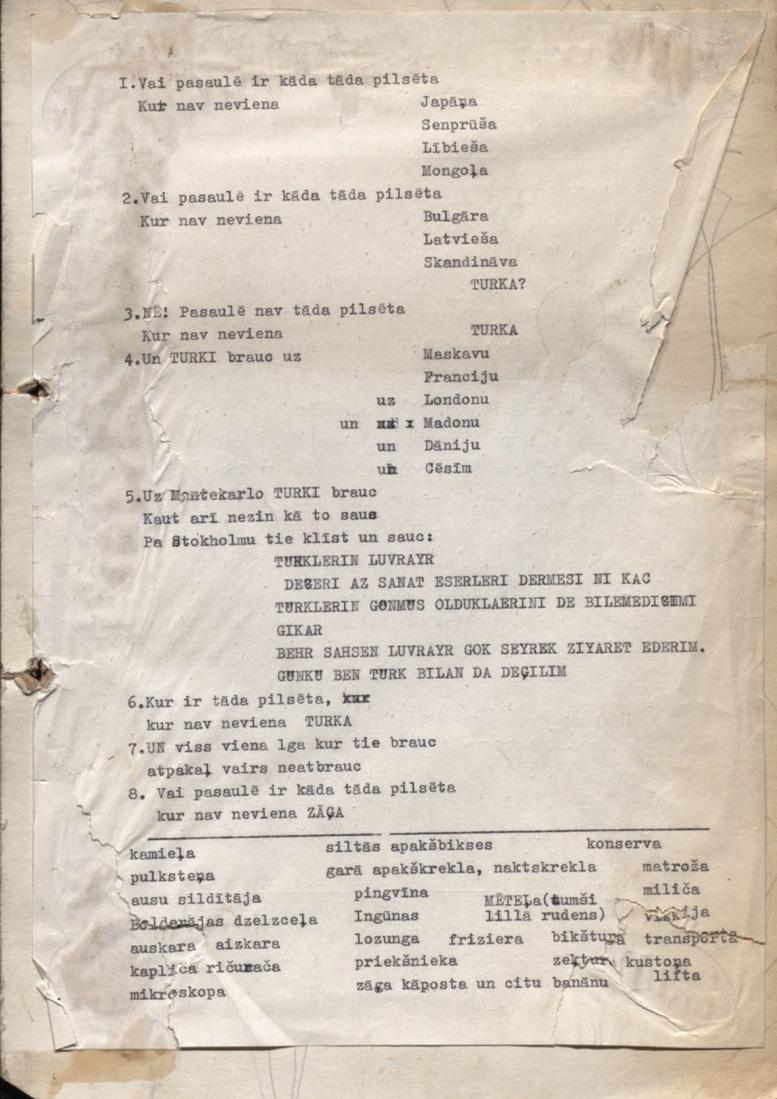 I.Vai pasaulē ir kāda tāda pilsēta
Kur nav neviena Japāņa
Senprūša
Lībieša
Mongoļa
2.Vai pasaulē ir kāda tāda pilsēta
Kur nav neviena Bulgāra
Latvieša
Skandināva
TURKA?
3.NE! Pasaulē nav tāda pilsēta
Kur nav neviena TURKA
4.Un TURKI brauc uz Maskavu
Franciju
uz Londonu
un Madonu
un Dāniju
un Cēsīm
5.Uz Montekarlo TURKI brauc
Kaut arī nezin kā to sauc
Pa Stokholmu tie klīst un sauc:
TURKLERIN LUVRAYR
DEGERI AZ SANAT ESERLERI DERMESI NI KAC
TURKLERIN GONMUS OLDUKLAERINI DE
GIKAR
BEHR SAHSEN LUVRAYR GOK SEYREK ZIYARET EDERIM.
GUNKU BEN TURK BILAN DA DEĢILIM
6.Kur ir tāda pilsēta,
kur nav neviena TURKA
7.UN viss viena lga kur tie brauc
atpakaļ vairs neatbrauc
8. Vai pasaulē ir kāda tāda pilsēta
kur nav neviena ZĀĢA
kamieļa siltās apakšbikses konserva
pulksteņa garā apakškrekla, naktskrekla matroža
ausu sildītāja pingvīna MĒTEĻa(tumši miliča
Bolderājas dzelzceļa Ingūnas lillā rudens)
auskara aizkara lozunga friziera bikštura transporta
kaplīca priekšnieka kustoņa
mikroskopa zāga kāposta un citu banānu lifta